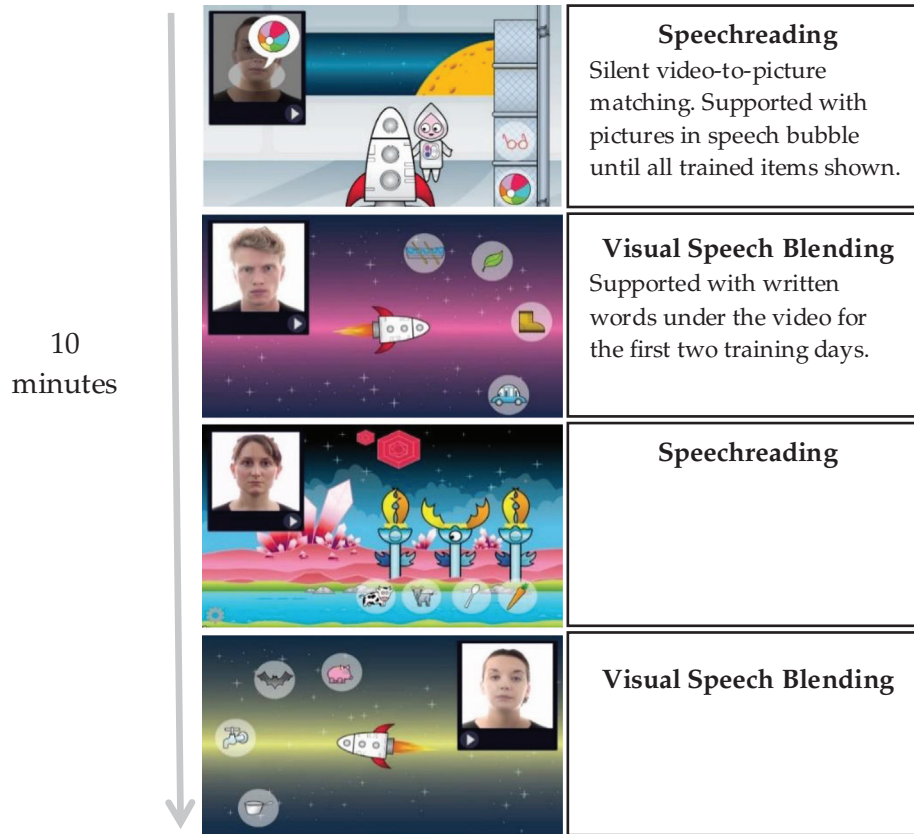 Speechreading
Silent video-to-picture
matching. Supported with
pictures in speech bubble
until all trained items shown.
10
minutes
Visual Speech Blending
Supported with written
words under the video for
the first two training days.
Speechreading
Visual Speech Blending